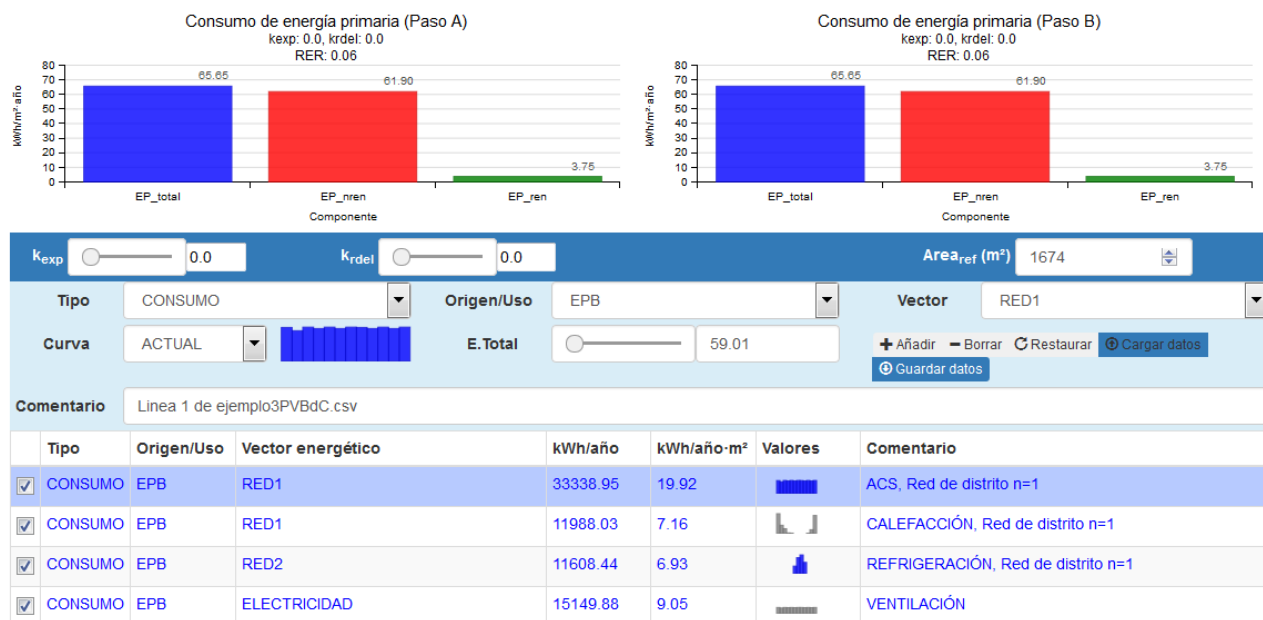 Consumo de energía primaria (Paso A)
kexp: 0.0, krdel: 0.0
RER: 0.06
kWh/m²·año
80
70
60
50
40
30
20
10
0
65.65
61.90
3.75
EP_total
EP_nren
EP_ren
Componente
Consumo de energía primaria (Paso B)
kexp: 0.0, krdel: 0.0
RER: 0.06
kWh/m²·año
80
70
60
50
40
30
20
10
0
65.65
61.90
3.75
EP_total
EP_nren
EP_ren
Componente
kexp 0.0 krdel 0.0 Arearef (m²) 1674
Tipo CONSUMO Origen/Uso EPB Vector RED1
Curva ACTUAL E.Total 59.01 Añadir Borrar Restaurar Cargar datos
Guardar datos
Comentario Linea 1 de ejemplo3PVBdC.csv
Tipo Origen/Uso Vector energético kWh/año kWh/año·m² Valores Comentario
CONSUMO EPB RED1 33338.95 19.92 ACS, Red de distrito n=1
CONSUMO EPB RED1 11988.03 7.16 CALEFACCIÓN, Red de distrito n=1
CONSUMO EPB RED2 11608.44 6.93 REFRIGERACIÓN, Red de distrito n=1
CONSUMO EPB ELECTRICIDAD 15149.88 9.05 VENTILACIÓN